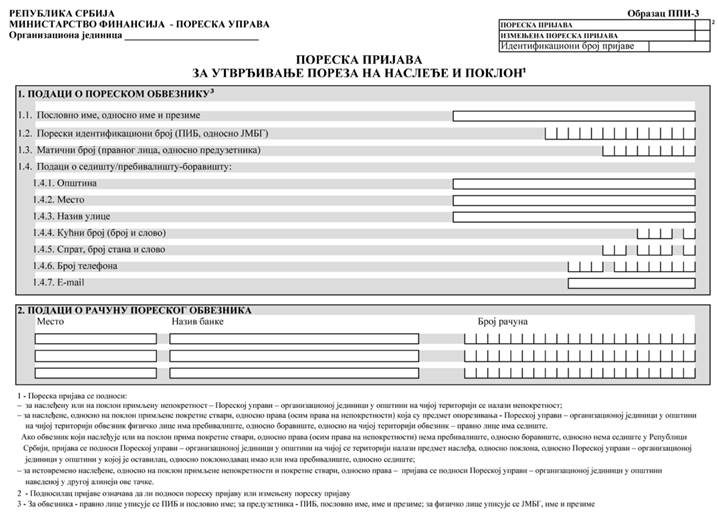 РЕПУБЛИКА СРБИЈА
МИНИСТАРСТВО ФИНАНСИЈА - ПОРЕСКА УПРАВА
Организациона јединица ____________________________
Образац ППИ-3
ПОРЕСКА ПРИЈАВА 2
ИЗМЕЊЕНА ПОРЕСКА ПРИЈАВА
Идентификациони број пријаве
ПОРЕСКА ПРИЈАВА
ЗА УТВРЂИВАЊЕ ПОРЕЗА НА НАСЛЕЂЕ И ПОКЛОН¹
1. ПОДАЦИ О ПОРЕСКОМ ОБВЕЗНИКУ³
1.1. Пословно име, односно име и презиме
1.2. Порески идентификациони број (ПИБ, односно ЈМБГ)
1.3. Матични број (правног лица, односно предузетника)
1.4. Подаци о седишту/пребивалишту-боравишту:
1.4.1. Општина
1.4.2. Место
1.4.3. Назив улице
1.4.4. Кућни број (број и слово)
1.4.5. Спрат, број стана и слово
1.4.6. Број телефона
1.4.7. E-mail
2. ПОДАЦИ О РАЧУНУ ПОРЕСКОГ ОБВЕЗНИКА
Место Назив банке Број рачуна
1 - Пореска пријава се подноси:
– за наслеђену или на поклон примљену непокретност – Пореској управи – организационој јединици у општини на чијој територији се налази непокретност;
– за наслеђене, односно на поклон примљене покретне ствари, односно права (осим права на непокретности) која су предмет опорезивања - Пореској управи – организационој јединици у општини
на чијој територији обвезник физичко лице има пребивалиште, односно боравиште, односно на чијој територији обвезник – правно лице има седиште.
Ако обвезник који наслеђује или на поклон прима покретне ствари, односно права (осим права на непокретности) нема пребивалиште, односно боравиште, односно нема седиште у Републици
Србији, пријава се подноси Пореској управи – организационој јединици у општини на чијој се територији налази предмет наслеђа, односно поклона, односно Пореској управи – организационој
јединици у општини у којој је оставилац, односно поклонодавац имао или има пребивалиште, односно седиште;
– за истовремено наслеђене, односно на поклон примљене непокретности и покретне ствари, односно права – пријава се подноси Пореској управи – организационој јединици у општини
наведеној у другој алинеји ове тачке.
2 - Подносилац пријаве означава да ли подноси пореску пријаву или измењену пореску пријаву
3 - За обвезника - правно лице уписује се ПИБ и пословно име; за предузетника - ПИБ, пословно име, име и презиме; за физичко лице уписује се ЈМБГ, име и презиме